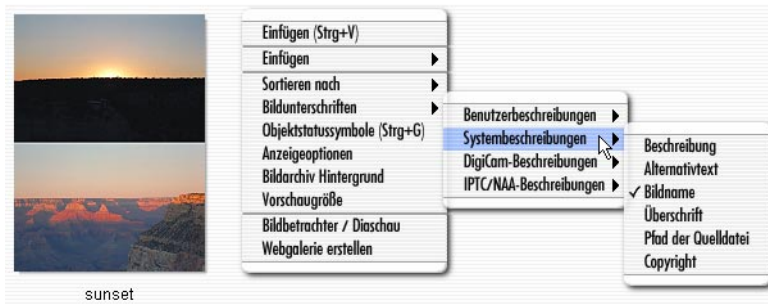 sunset
Einfügen (Strg+V)
Einfügen
Sortieren nach
Bildunterschriften
Objektstatussymbole (Strg+G)
Anzeigeoptionen
Bildarchiv Hintergrund
Vorschaugröße
Bildbetrachter / Diaschau
Webgalerie erstellen
Benutzerbeschreibungen
Systembeschreibungen
DigiCam-Beschreibungen
IPTC/NAA-Beschreibungen
Beschreibung
Alternativtext
Bildname
Überschrift
Pfad der Quelldatei
Copyright